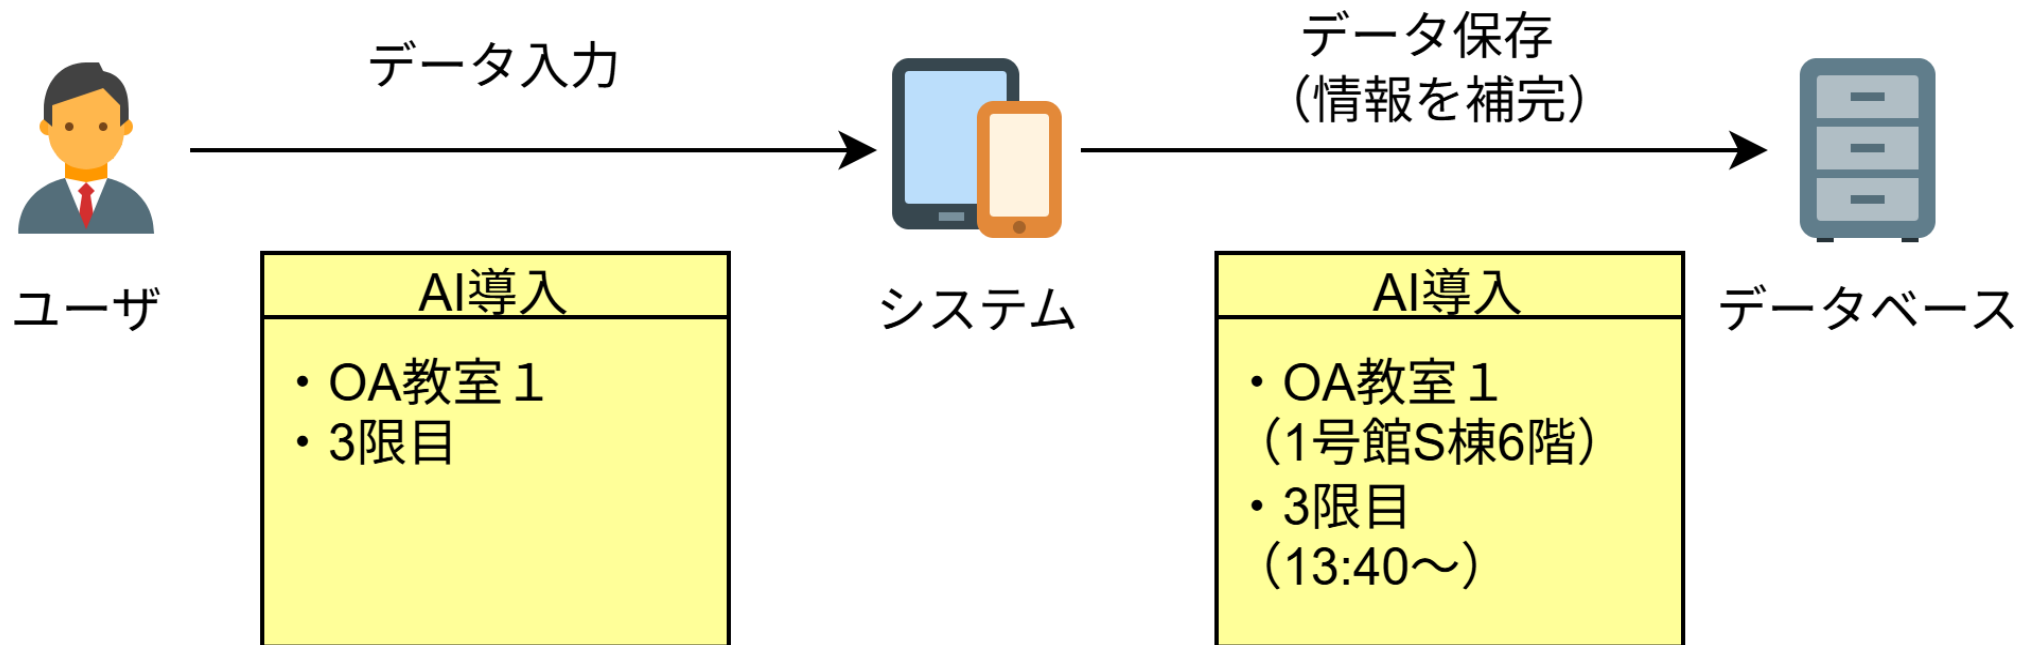 データ入力
データ保存
（情報を補完）
ユーザ
システム
データベース
AI導入
・OA教室１
・3限目
AI導入
・OA教室１
（1号館S棟6階）
・3限目
（13:40～）